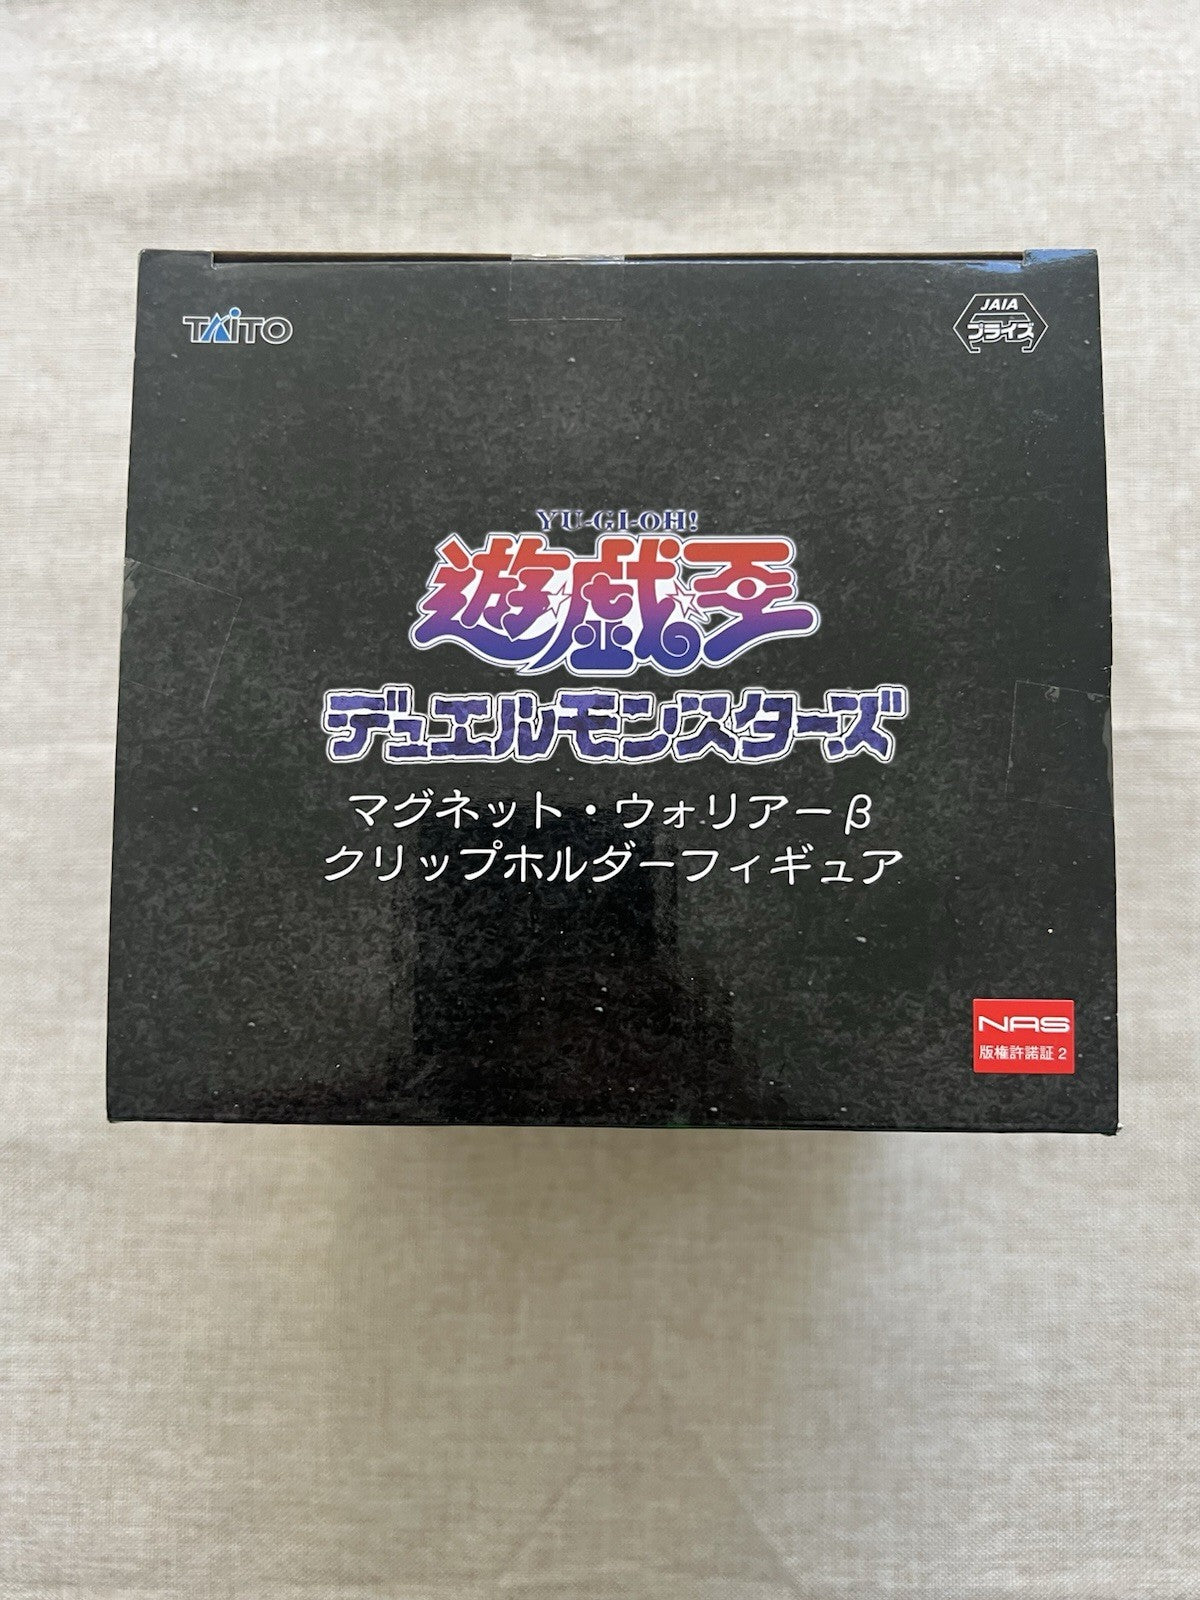 TAiTO
JAIA
プライズ
YU-GI-OH!
遊戯王
デュエルモンスターズ
マグネット・ウォリアーβ
クリップホルダーフィギュア
NAS
版権許諾証2